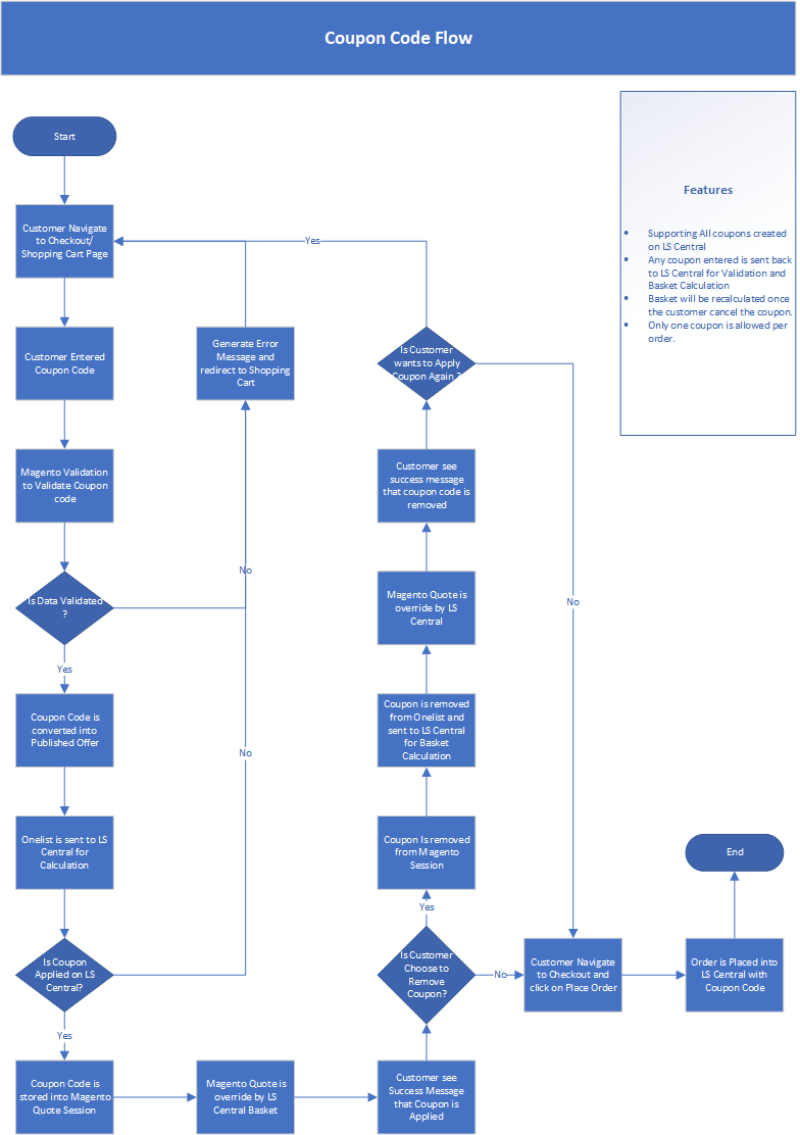 Coupon Code Flow
Start
Customer Navigate
to Checkout/
Shopping Cart Page
Customer Entered
Coupon Code
Magento Validation
to Validate Coupon
code
Is Data Validated
?
Yes
Coupon Code is
converted into
Published Offer
Onelist is sent to LS
Central for
Calculation
Is Coupon
Applied on LS
Central?
Yes
Coupon Code is
stored into Magento
Quote Session
Generate Error
Message and
redirect to Shopping
Cart
No
No
Magento Quote is
override by LS
Central Basket
Yes
Is Customer
wants to Apply
Coupon Again ?
Customer see
success message
that coupon code is
removed
Magento Quote is
override by LS
Central
Coupon is removed
from Onelist and
sent to LS Central
for Basket
Calculation
Coupon Is removed
from Magento
Session
Yes
Is Customer
Choose to
Remove
Coupon?
Customer see
Success Message
that Coupon is
Applied
No
No
Customer Navigate
to Checkout and
click on Place Order
End
Order is Placed into
LS Central with
Coupon Code
Features
• Supporting All coupons created
on LS Central
• Any coupon entered is sent back
to LS Central for Validation and
Basket Calculation
• Basket will be recalculated once
the customer cancel the coupon.
• Only one coupon is allowed per
order.